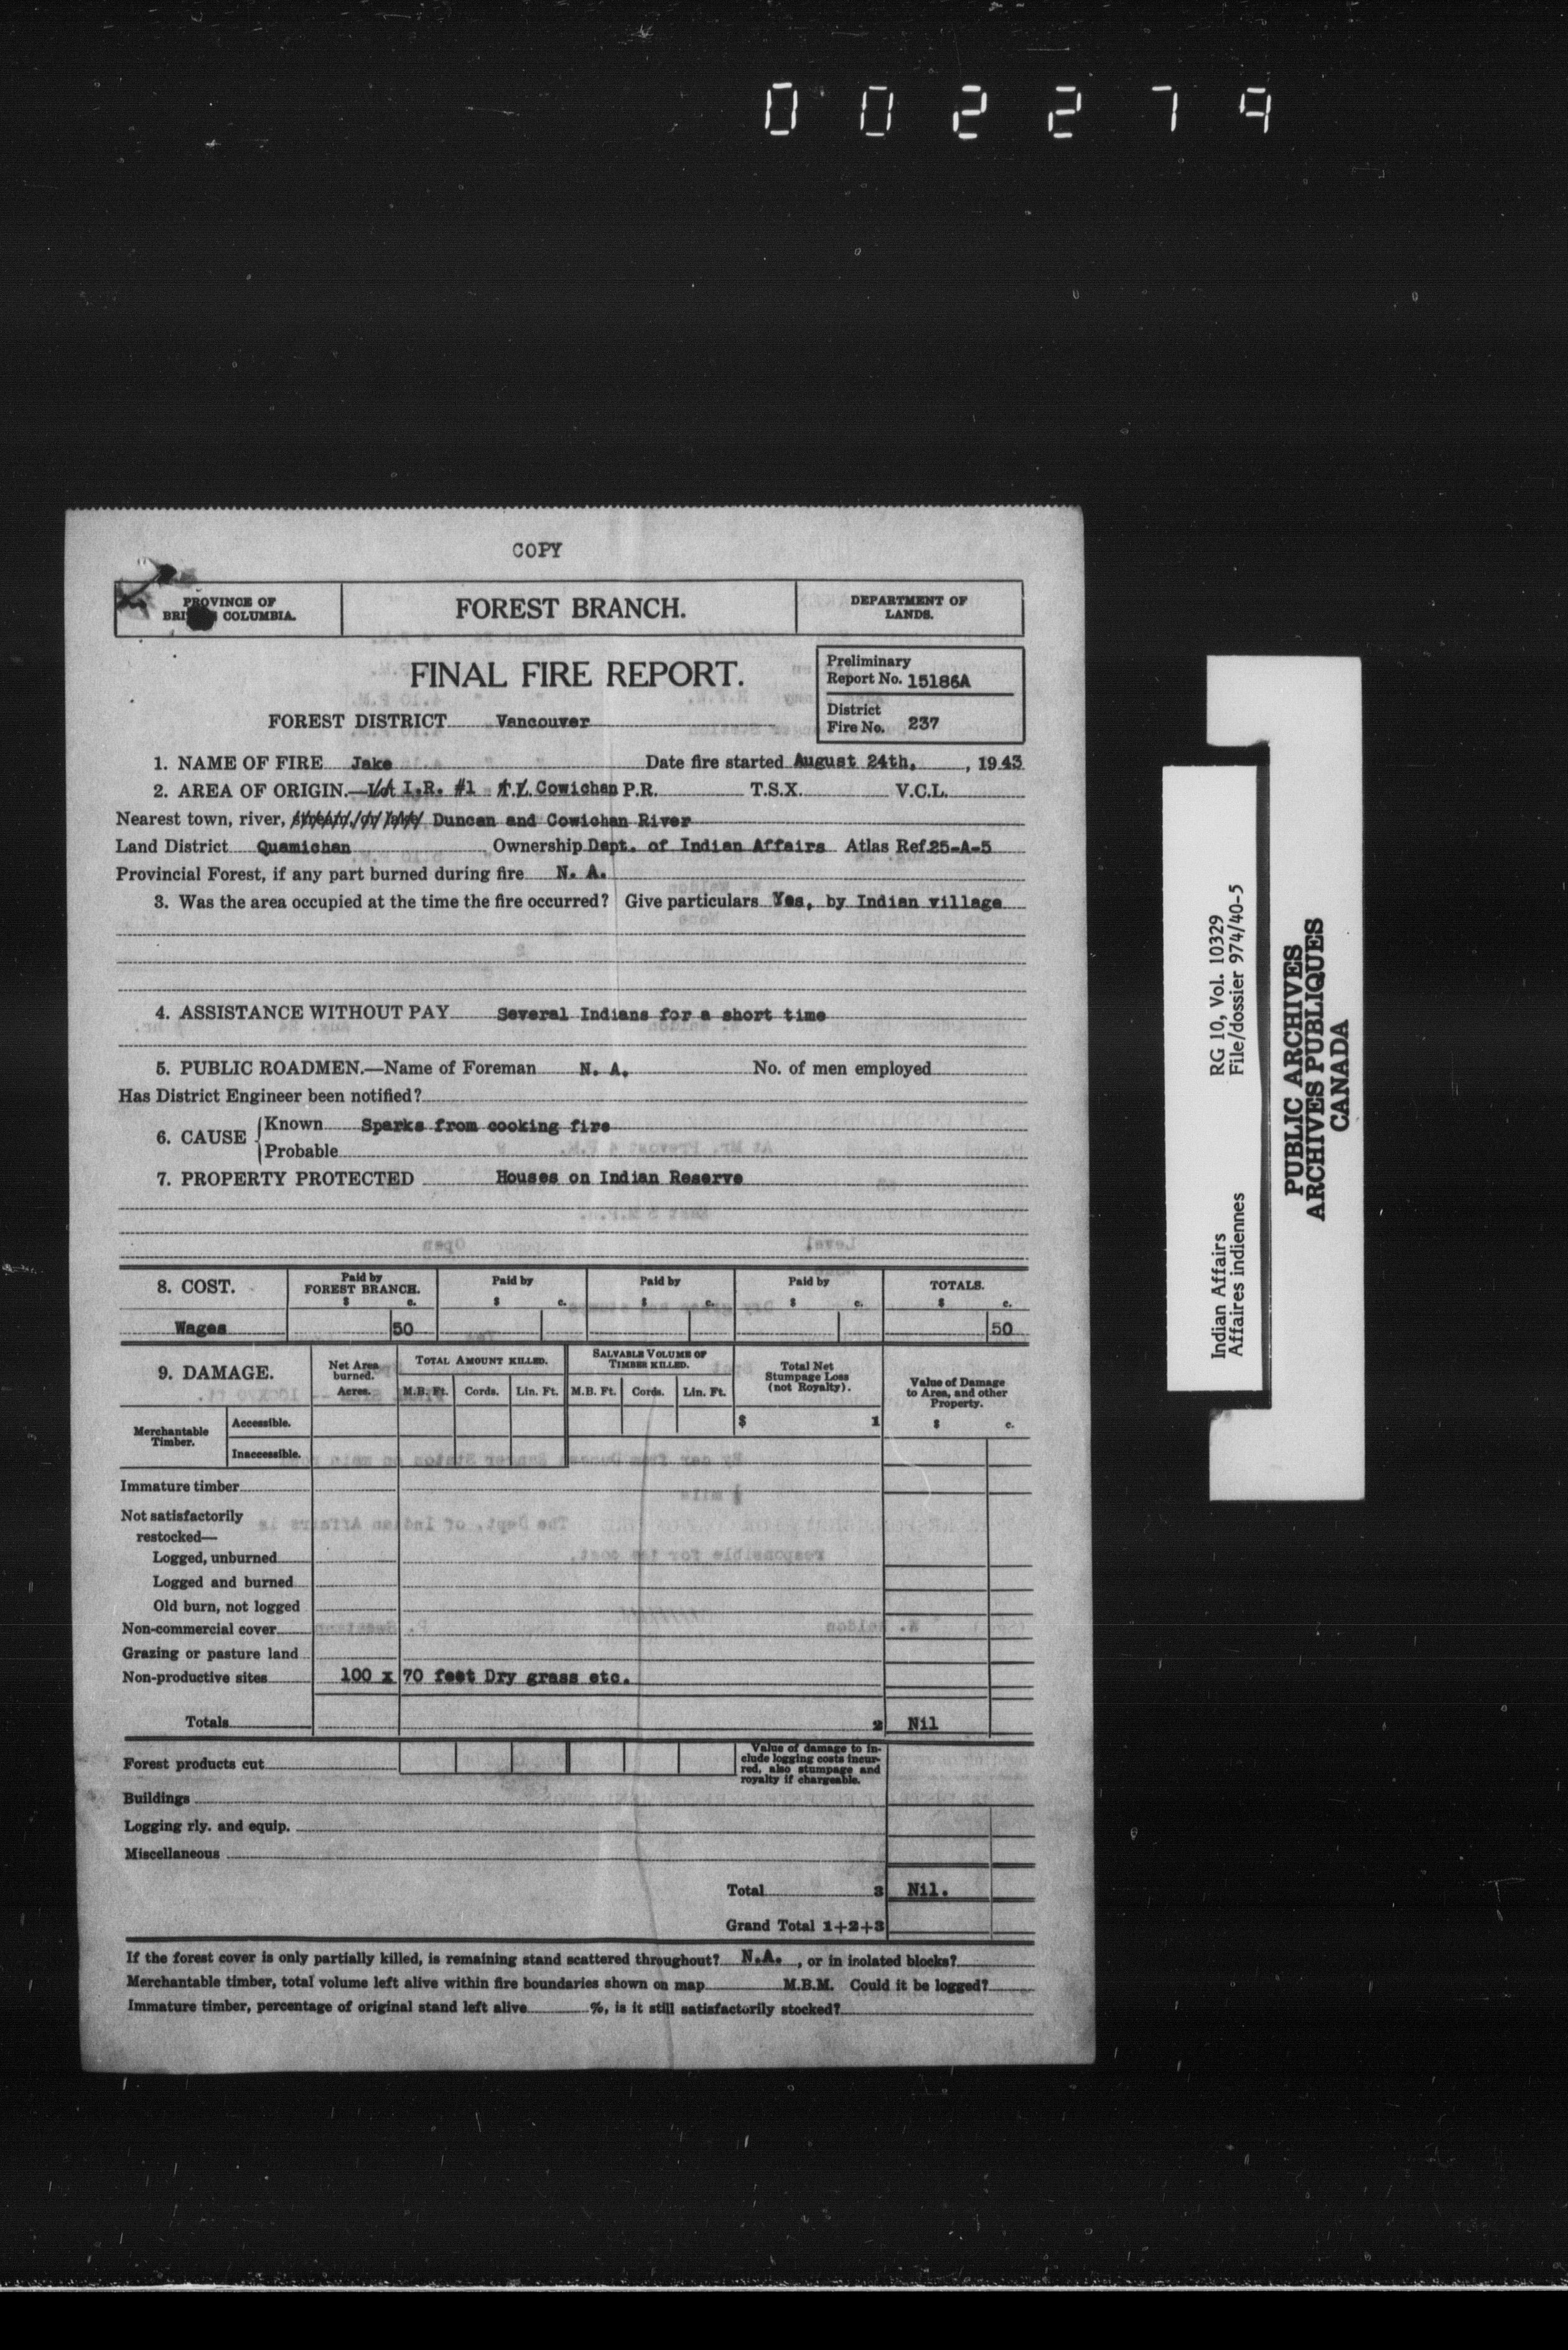 002279
COPY
PROVINCE OF
BRITISH COLUMBIA.
FOREST BRANCH.
DEPARTMENT OF
LANDS.
FINAL FIRE REPORT.
Preliminary
Report No. 15186A
District
Fire No. 237
FOREST DISTRICT Vancouver
1. NAME OF FIRE Jake Date fire started August 24th, , 1943
2. AREA OF ORIGIN.— I.R. #1 Cowichan P.R. T.S.X. V.C.L.
Nearest town, river, stream, or lake Duncan and Cowichan River
Land District Quamichan Ownership Dept. of Indian Affairs Atlas Ref. 25-A-5
Provincial Forest, if any part burned during fire N. A.
3. Was the area occupied at the time the fire occurred? Give particulars Yes, by Indian village
4. ASSISTANCE WITHOUT PAY Several Indians for a short time
5. PUBLIC ROADMEN.—Name of Foreman N. A. No. of men employed
Has District Engineer been notified?
6. CAUSE { Known Sparks from cooking fire
Probable
7. PROPERTY PROTECTED Houses on Indian Reserve
8. COST. Paid by FOREST BRANCH. $ c. Paid by $ c. Paid by $ c. Paid by $ c. TOTALS. $ c.
Wages 50 50
9. DAMAGE. Net Area burned. Acres. TOTAL AMOUNT KILLED. SALVABLE VOLUME OF TIMBER KILLED. Total Net Stumpage Loss (not Royalty). Value of Damage to Area, and other Property. $ c.
M.B. Ft. Cords. Lin. Ft. M.B. Ft. Cords. Lin. Ft.
Merchantable Timber. Accessible. $ 1
Inaccessible.
Immature timber
Not satisfactorily
restocked—
Logged, unburned
Logged and burned
Old burn, not logged
Non-commercial cover
Grazing or pasture land
Non-productive sites 100 x 70 feet Dry grass etc.
Totals 2 Nil
Forest products cut Value of damage to include logging costs incurred, also stumpage and royalty if chargeable.
Buildings
Logging rly. and equip.
Miscellaneous
Total 3 Nil.
Grand Total 1+2+3
If the forest cover is only partially killed, is remaining stand scattered throughout? N.A. , or in isolated blocks?
Merchantable timber, total volume left alive within fire boundaries shown on map M.B.M. Could it be logged?
Immature timber, percentage of original stand left alive %, is it still satisfactorily stocked?
Indian Affairs RG 10, Vol. 10329
Affaires indiennes File/dossier 974/40-5
PUBLIC ARCHIVES
ARCHIVES PUBLIQUES
CANADA